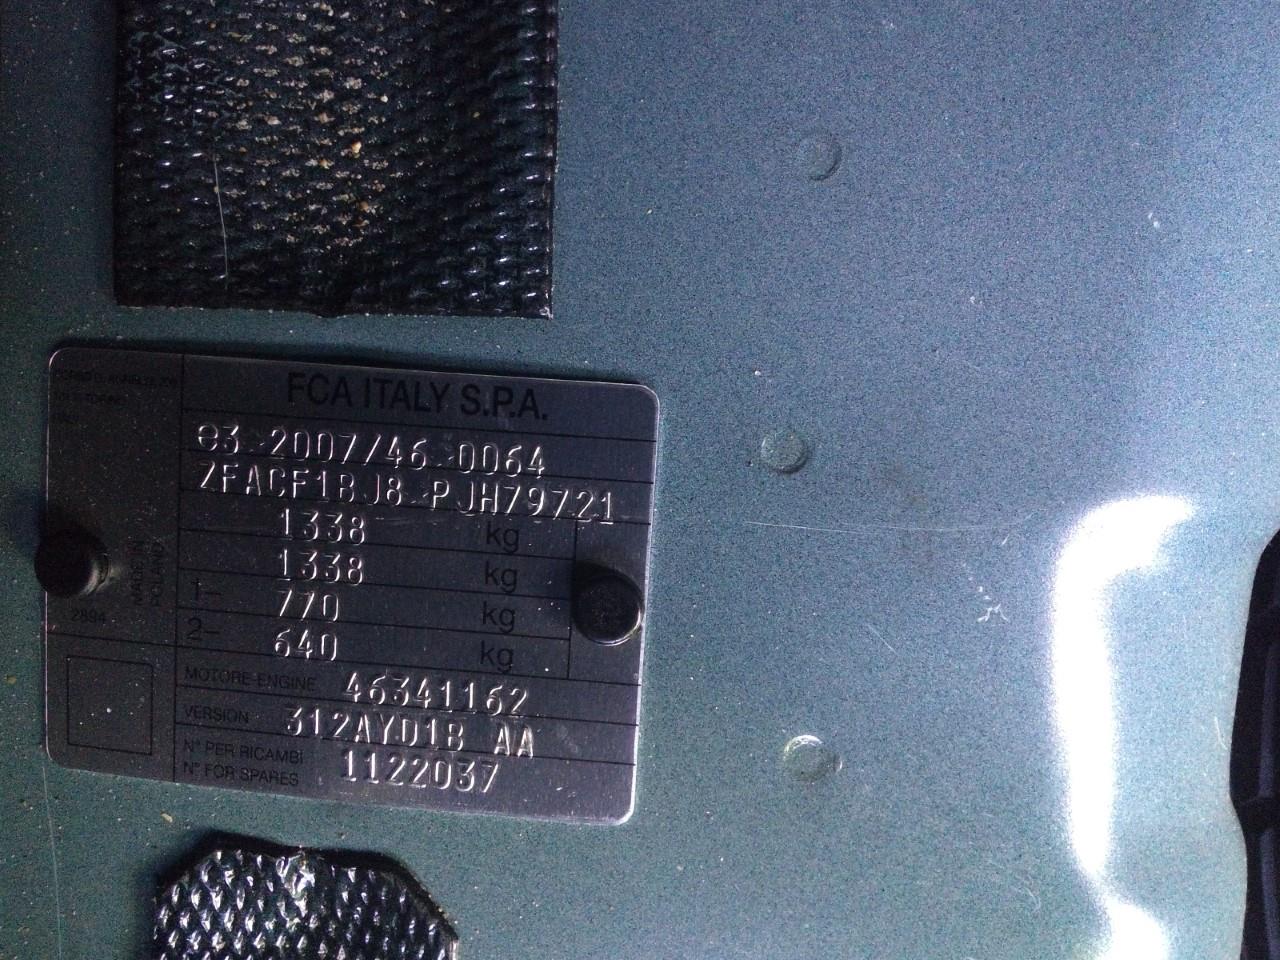 FCA ITALY S.P.A.
e3 2007/46 0064
ZFACF1BJ8 PJH79721
1338 kg
1338 kg
1- 770 kg
2- 640 kg
MADE IN
POLAND
2894
MOTORE-ENGINE 46341162
VERSION 312AYD1B AA
N° PER RICAMBI
N° FOR SPARES 1122037